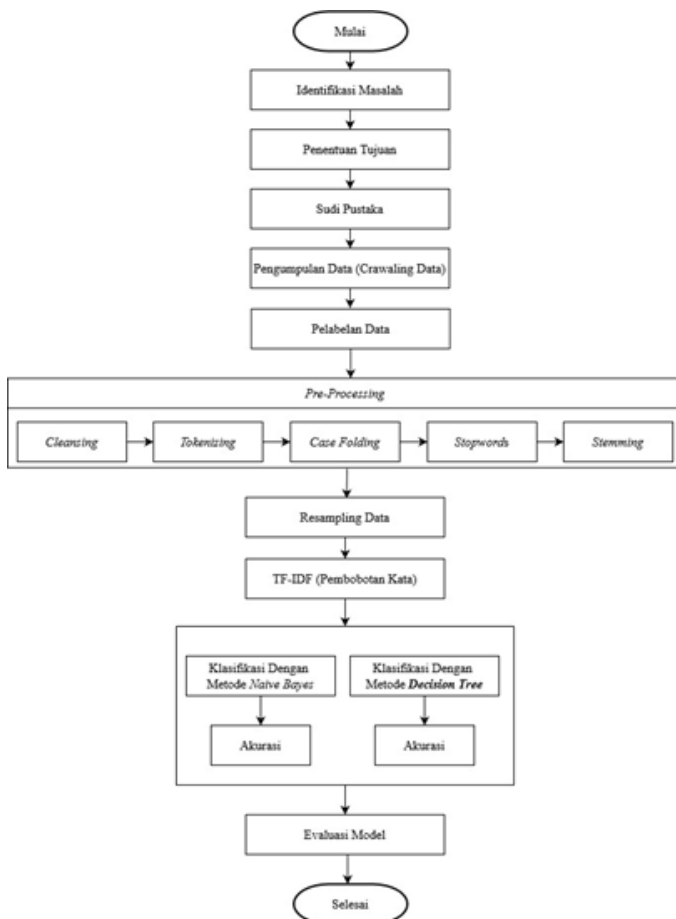 Mulai
Identifikasi Masalah
Penentuan Tujuan
Sudi Pustaka
Pengumpulan Data (Crawaling Data)
Pelabelan Data
Pre-Processing
Cleansing
Tokenizing
Case Folding
Stopwords
Stemming
Resampling Data
TF-IDF (Pembobotan Kata)
Klasifikasi Dengan
Metode Naive Bayes
Klasifikasi Dengan
Metode Decision Tree
Akurasi
Akurasi
Evaluasi Model
Selesai